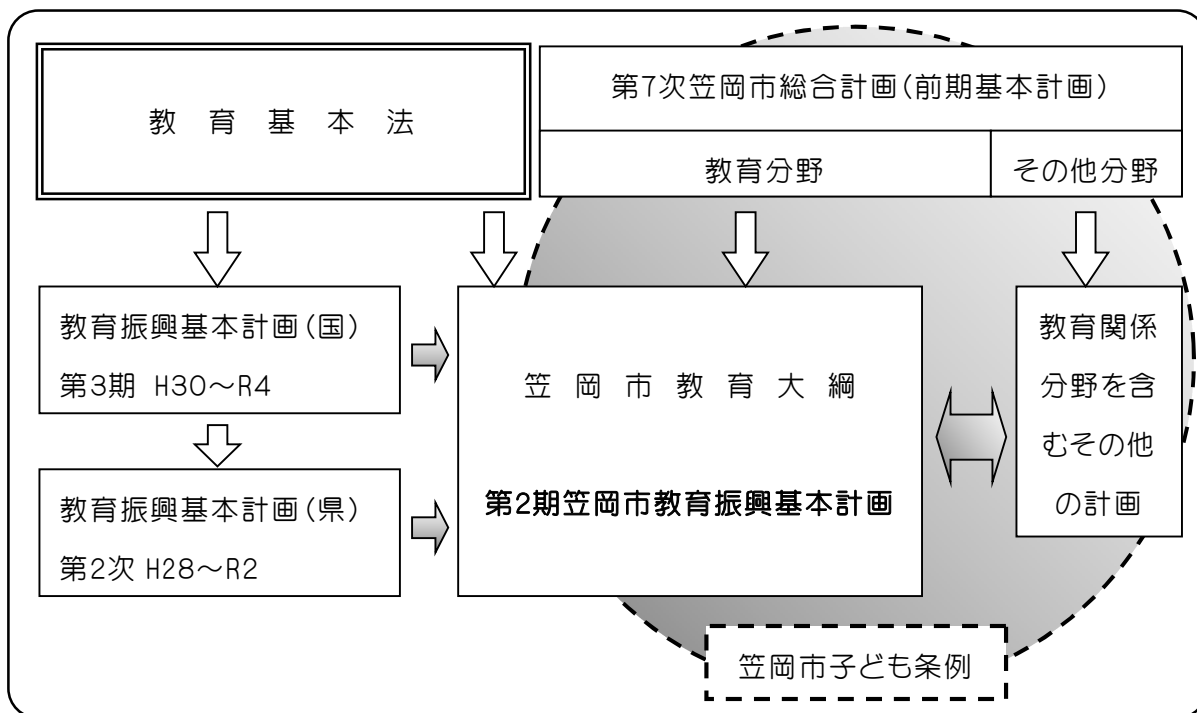 教育基本法
第7次笠岡市総合計画(前期基本計画)
教育分野
その他分野
教育振興基本計画(国)
第3期 H30～R4
教育振興基本計画(県)
第2次 H28～R2
笠岡市教育大綱
第2期笠岡市教育振興基本計画
教育関係
分野を含
むその他
の計画
笠岡市子ども条例